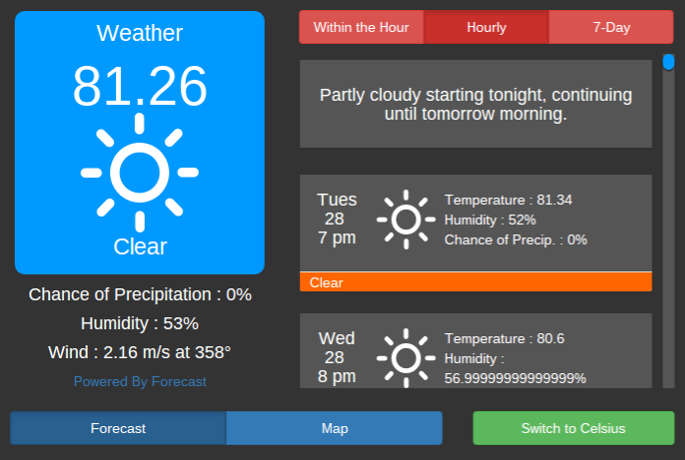 Weather
81.26
Clear
Chance of Precipitation : 0%
Humidity : 53%
Wind : 2.16 m/s at 358°
Powered By Forecast
Within the Hour
Hourly
7-Day
Partly cloudy starting tonight, continuing
until tomorrow morning.
Tues
28
7 pm
Temperature : 81.34
Humidity : 52%
Chance of Precip. : 0%
Clear
Wed
28
8 pm
Temperature : 80.6
Humidity :
56.99999999999999%
Forecast
Map
Switch to Celsius